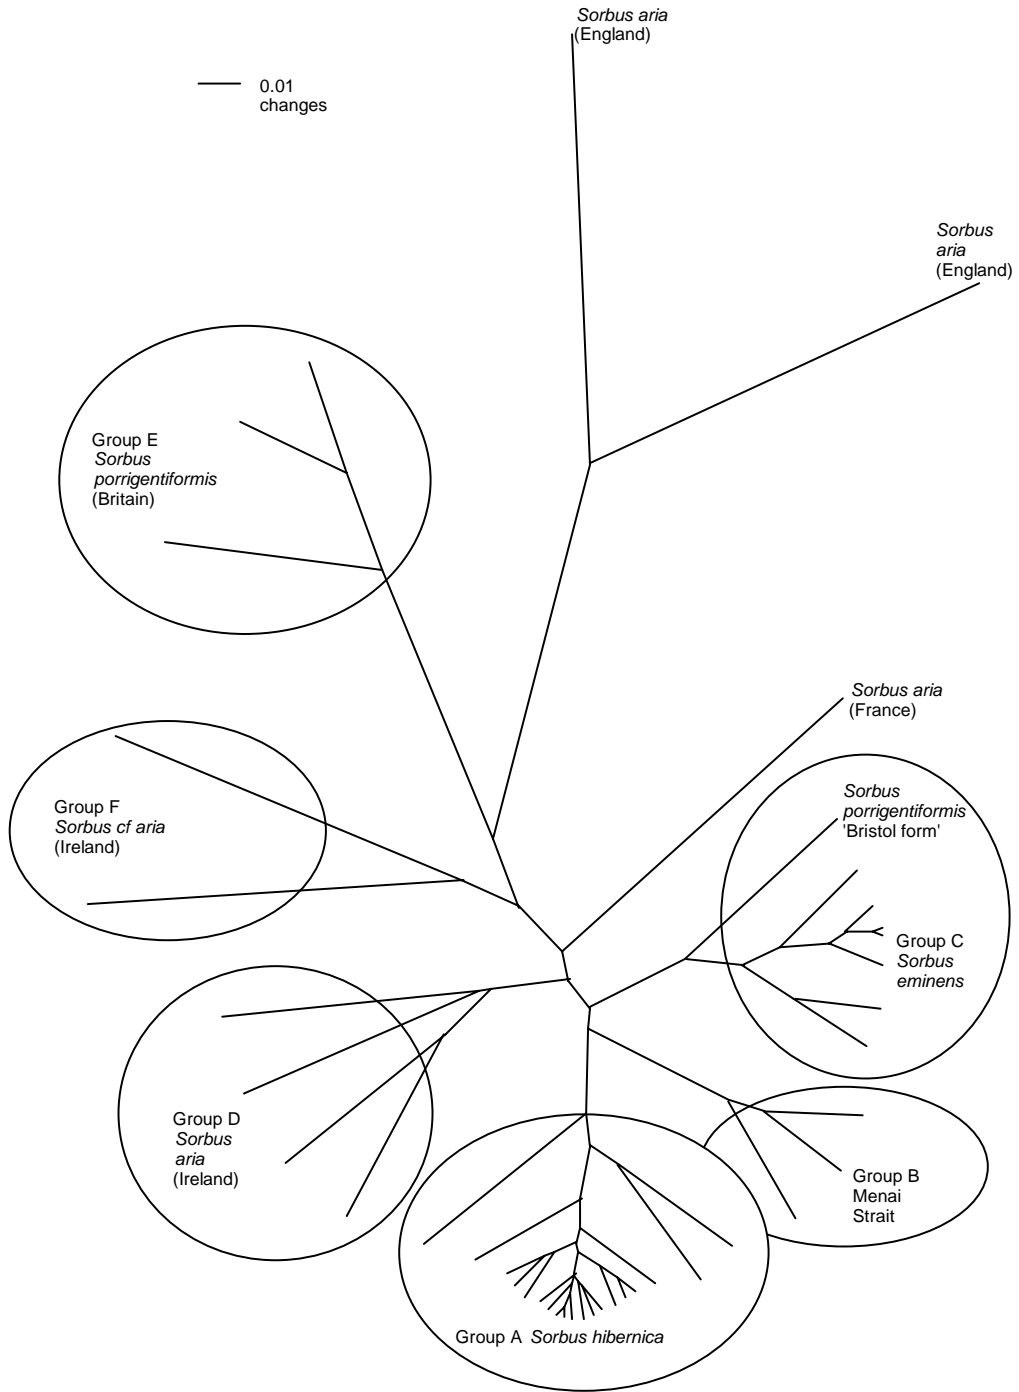 Sorbus aria
(England)
0.01
changes
Sorbus
aria
(England)
Group E
Sorbus
porrigentiformis
(Britain)
Sorbus aria
(France)
Sorbus
porrigentiformis
'Bristol form'
Group F
Sorbus cf aria
(Ireland)
Group C
Sorbus
eminens
Group D
Sorbus
aria
(Ireland)
Group B
Menai
Strait
Group A Sorbus hibernica